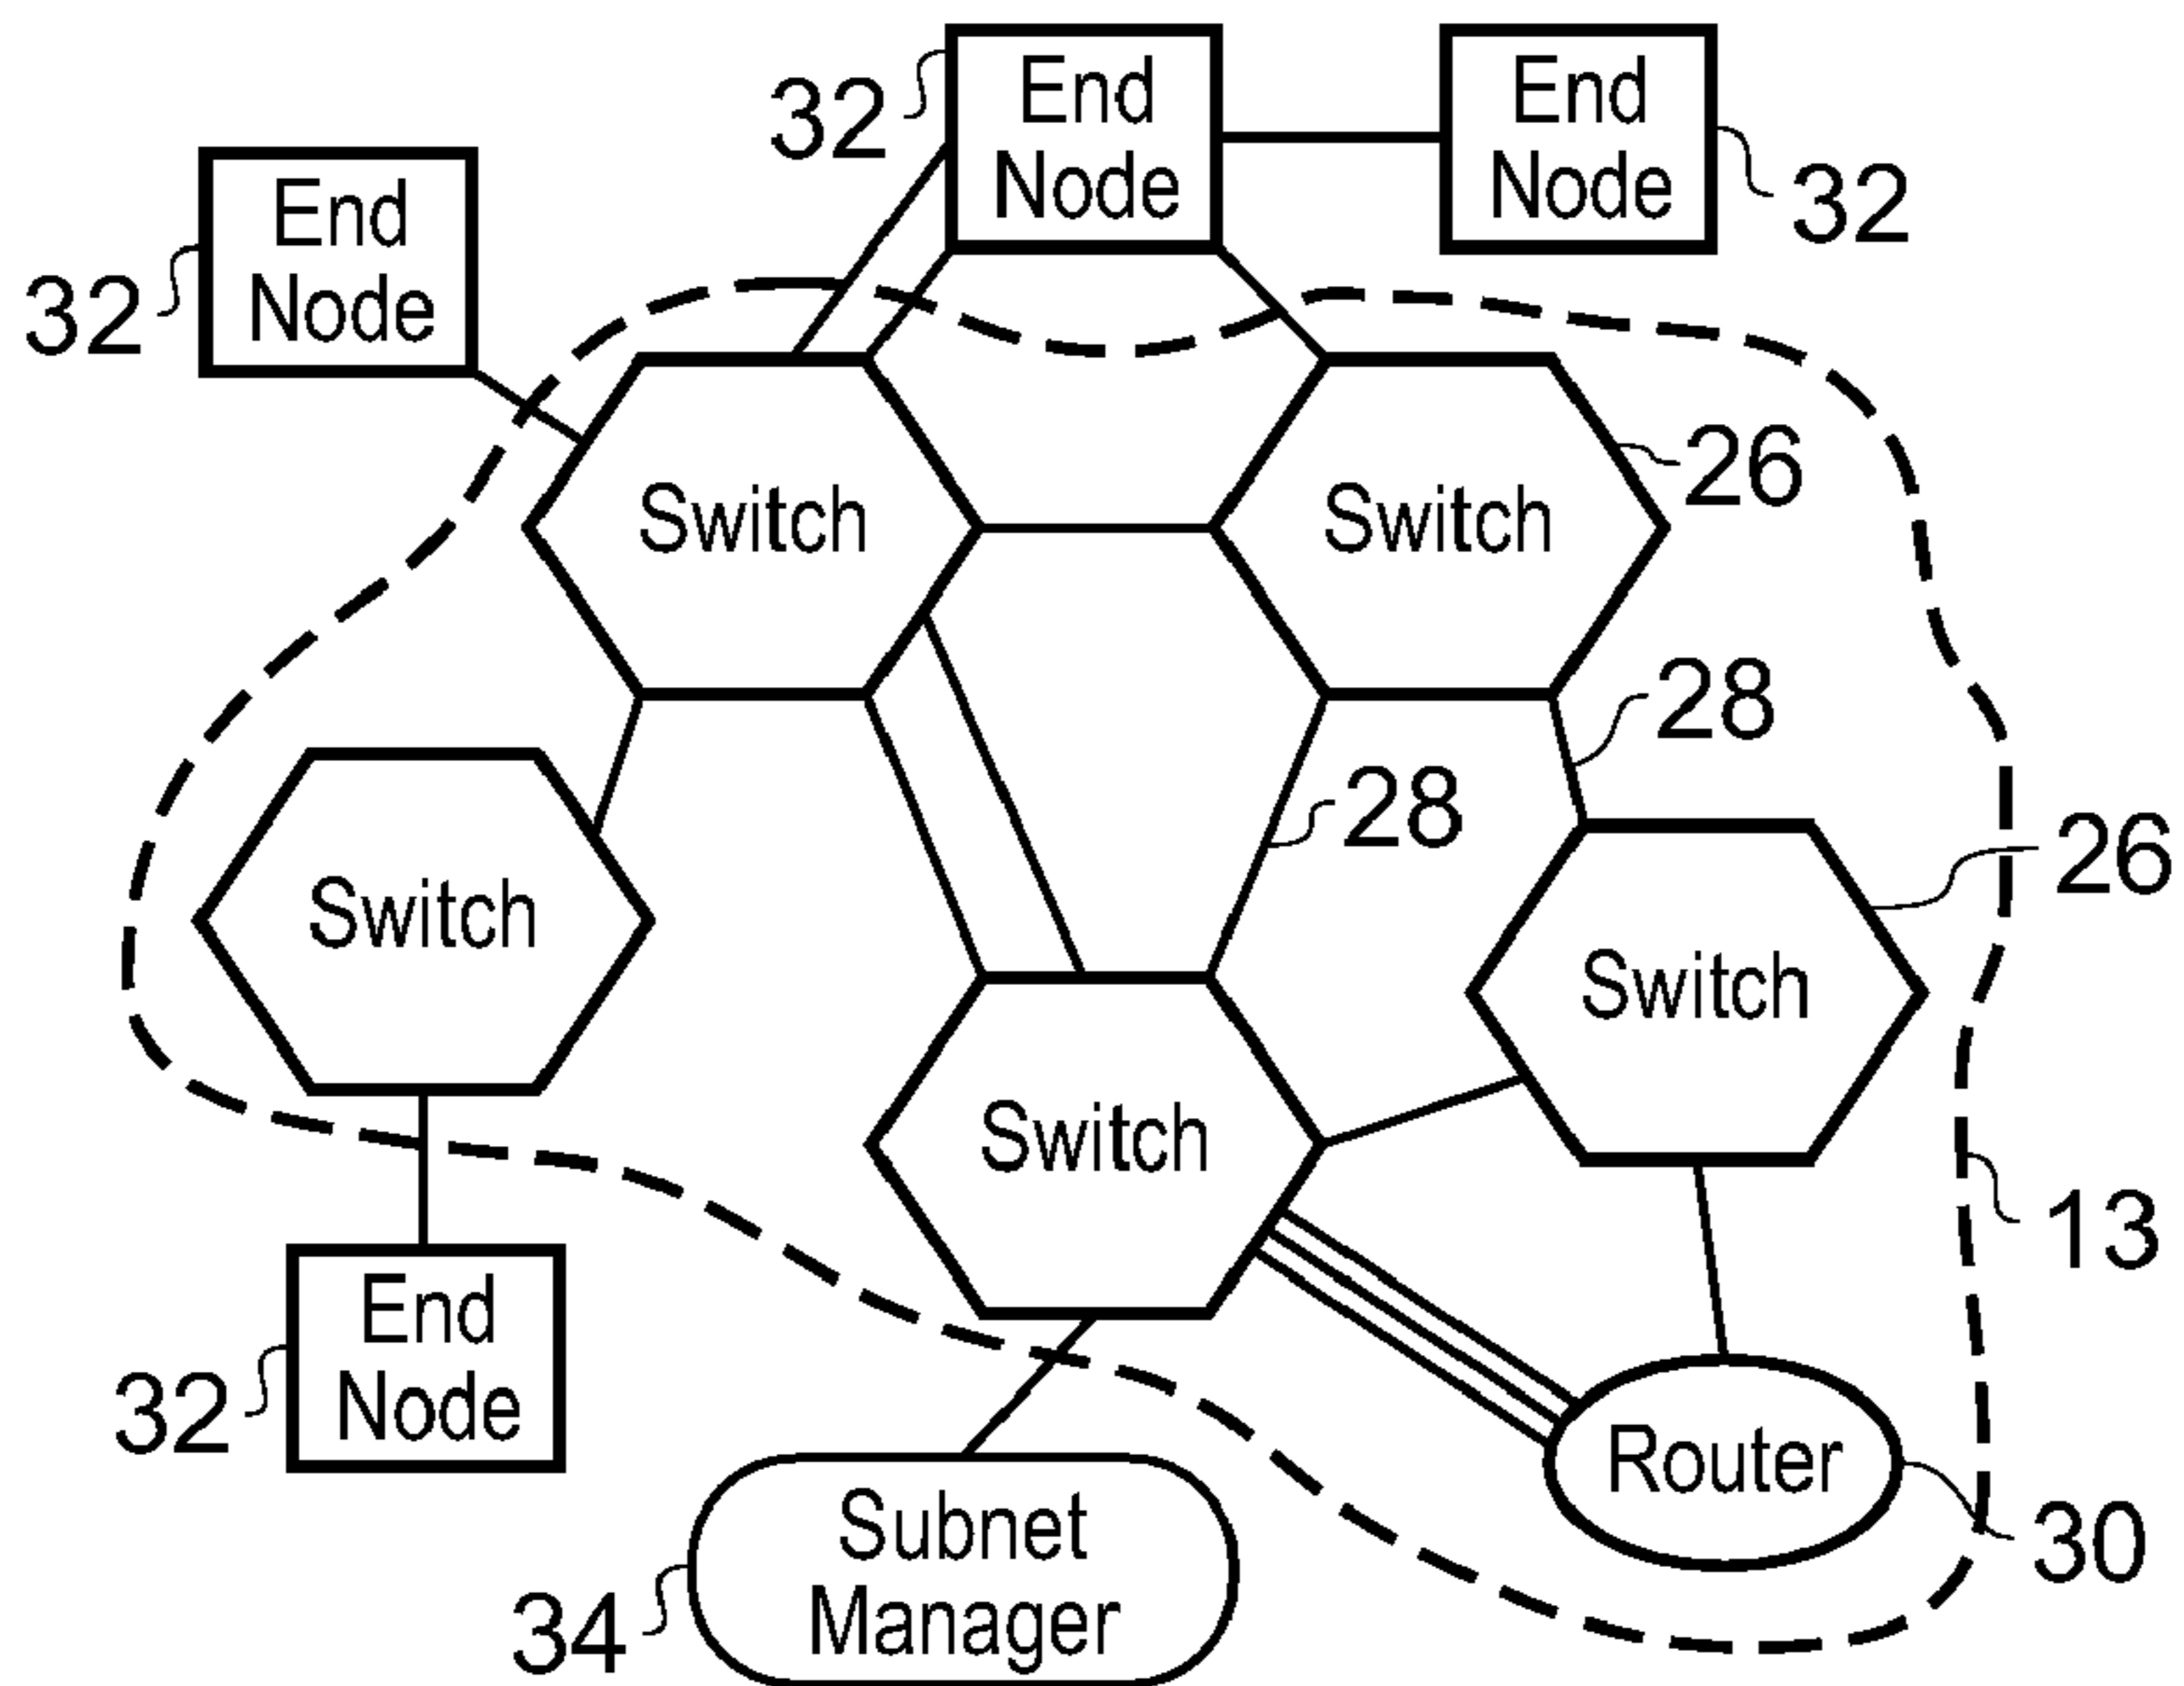 End
Node
32
End
Node
32
End
Node
32
Switch
Switch
26
28
28
26
Switch
Switch
Switch
13
End
Node
32
Router
30
Subnet
Manager
34